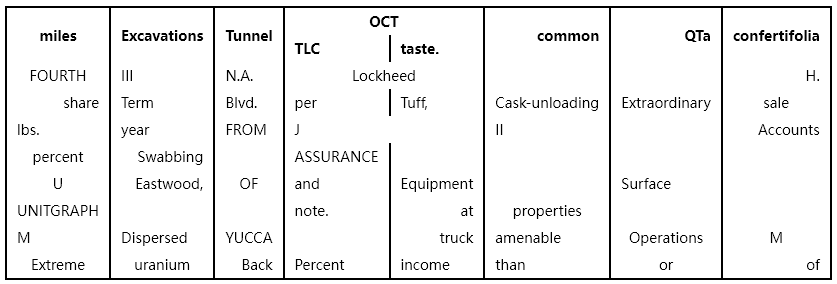 miles Excavations Tunnel OCT common QTa confertifolia
TLC taste.
FOURTH III N.A. Lockheed H.
share Term Blvd. per Tuff, Cask-unloading Extraordinary sale
lbs. year FROM J II Accounts
percent Swabbing ASSURANCE
U Eastwood, OF and Equipment Surface
UNITGRAPH note. at properties
M Dispersed YUCCA truck amenable Operations M
Extreme uranium Back Percent income than or of